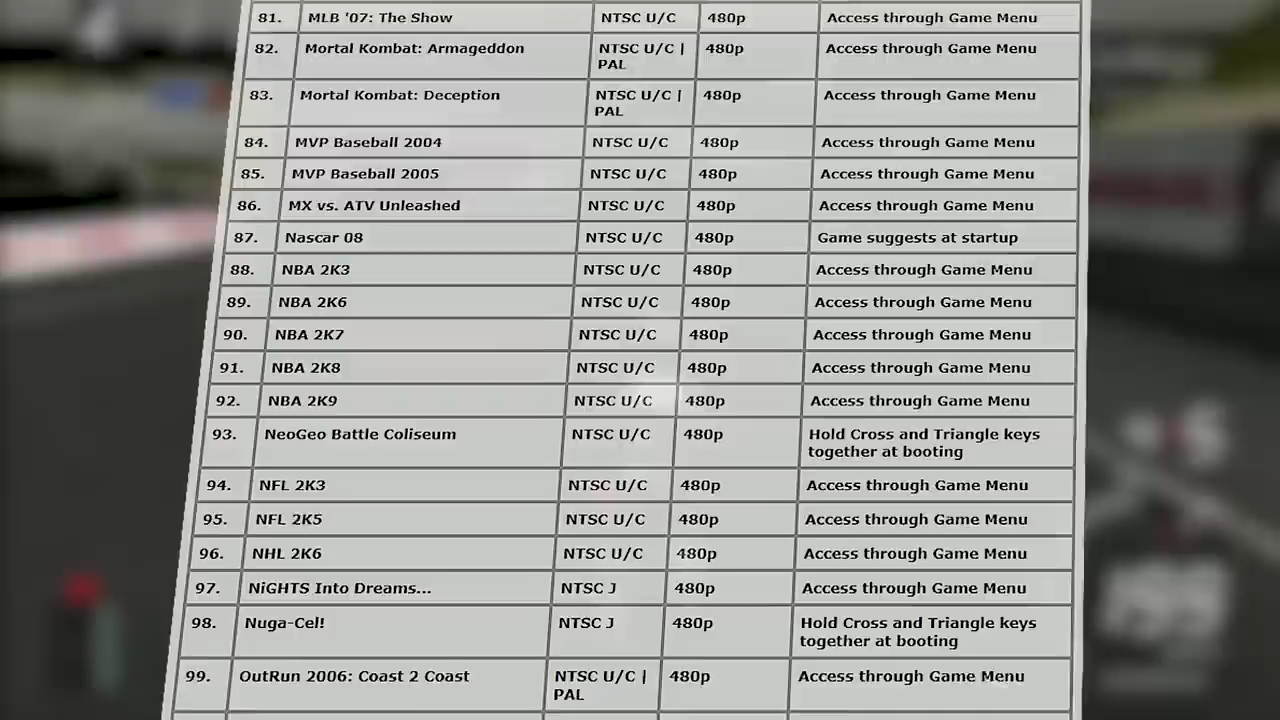 81. MLB '07: The Show NTSC U/C 480p Access through Game Menu
82. Mortal Kombat: Armageddon NTSC U/C | 480p Access through Game Menu
PAL
83. Mortal Kombat: Deception NTSC U/C | 480p Access through Game Menu
PAL
84. MVP Baseball 2004 NTSC U/C 480p Access through Game Menu
85. MVP Baseball 2005 NTSC U/C 480p Access through Game Menu
86. MX vs. ATV Unleashed NTSC U/C 480p Access through Game Menu
87. Nascar 08 NTSC U/C 480p Game suggests at startup
88. NBA 2K3 NTSC U/C 480p Access through Game Menu
89. NBA 2K6 NTSC U/C 480p Access through Game Menu
90. NBA 2K7 NTSC U/C 480p Access through Game Menu
91. NBA 2K8 NTSC U/C 480p Access through Game Menu
92. NBA 2K9 NTSC U/C 480p Access through Game Menu
93. NeoGeo Battle Coliseum NTSC U/C 480p Hold Cross and Triangle keys
together at booting
94. NFL 2K3 NTSC U/C 480p Access through Game Menu
95. NFL 2K5 NTSC U/C 480p Access through Game Menu
96. NHL 2K6 NTSC U/C 480p Access through Game Menu
97. NiGHTS Into Dreams... NTSC J 480p Access through Game Menu
98. Nuga-Cel! NTSC J 480p Hold Cross and Triangle keys
together at booting
99. OutRun 2006: Coast 2 Coast NTSC U/C | 480p Access through Game Menu
PAL